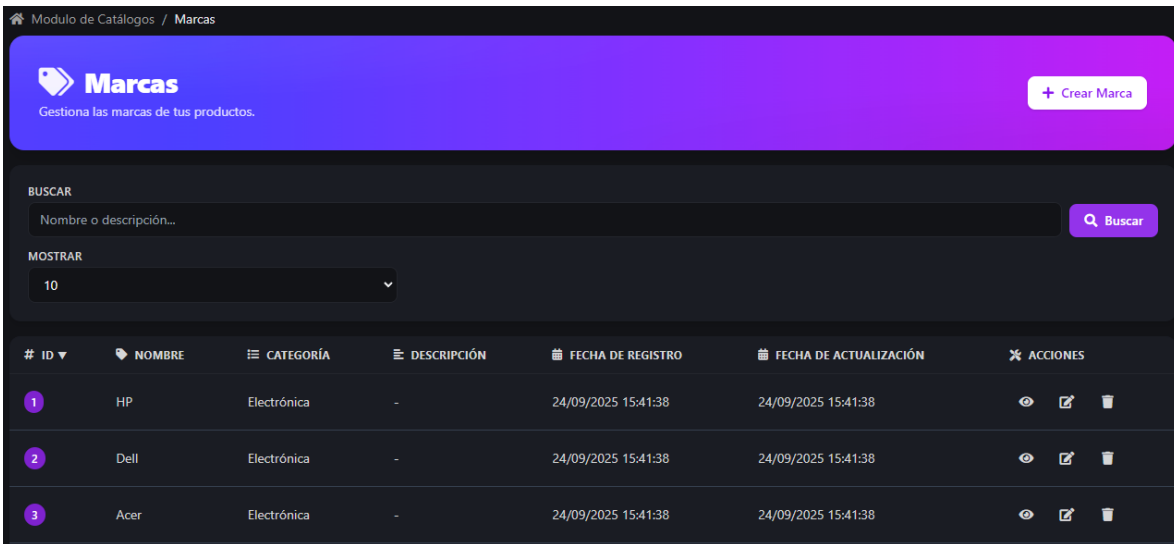 Modulo de Catálogos / Marcas
Marcas
Gestiona las marcas de tus productos.
+ Crear Marca
BUSCAR
Nombre o descripción...
Buscar
MOSTRAR
10
# ID ▼ NOMBRE CATEGORÍA DESCRIPCIÓN FECHA DE REGISTRO FECHA DE ACTUALIZACIÓN ACCIONES
1 HP Electrónica - 24/09/2025 15:41:38 24/09/2025 15:41:38
2 Dell Electrónica - 24/09/2025 15:41:38 24/09/2025 15:41:38
3 Acer Electrónica - 24/09/2025 15:41:38 24/09/2025 15:41:38